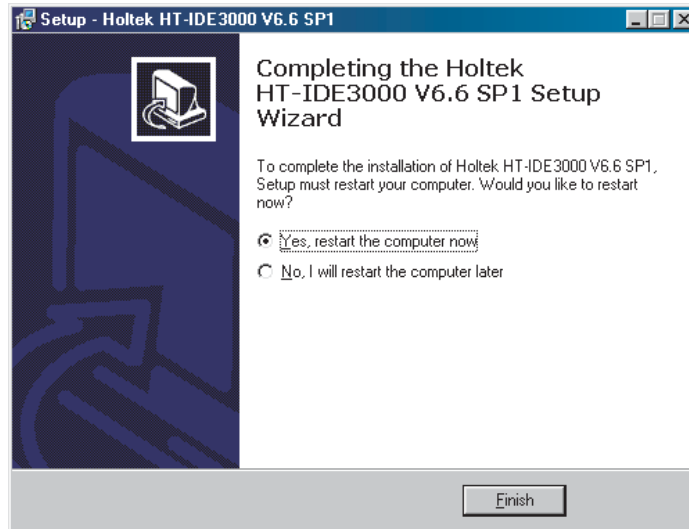 Setup - Holtek HT-IDE3000 V6.6 SP1
Completing the Holtek
HT-IDE3000 V6.6 SP1 Setup
Wizard
To complete the installation of Holtek HT-IDE3000 V6.6 SP1,
Setup must restart your computer. Would you like to restart
now?
Yes, restart the computer now
No, I will restart the computer later
Finish